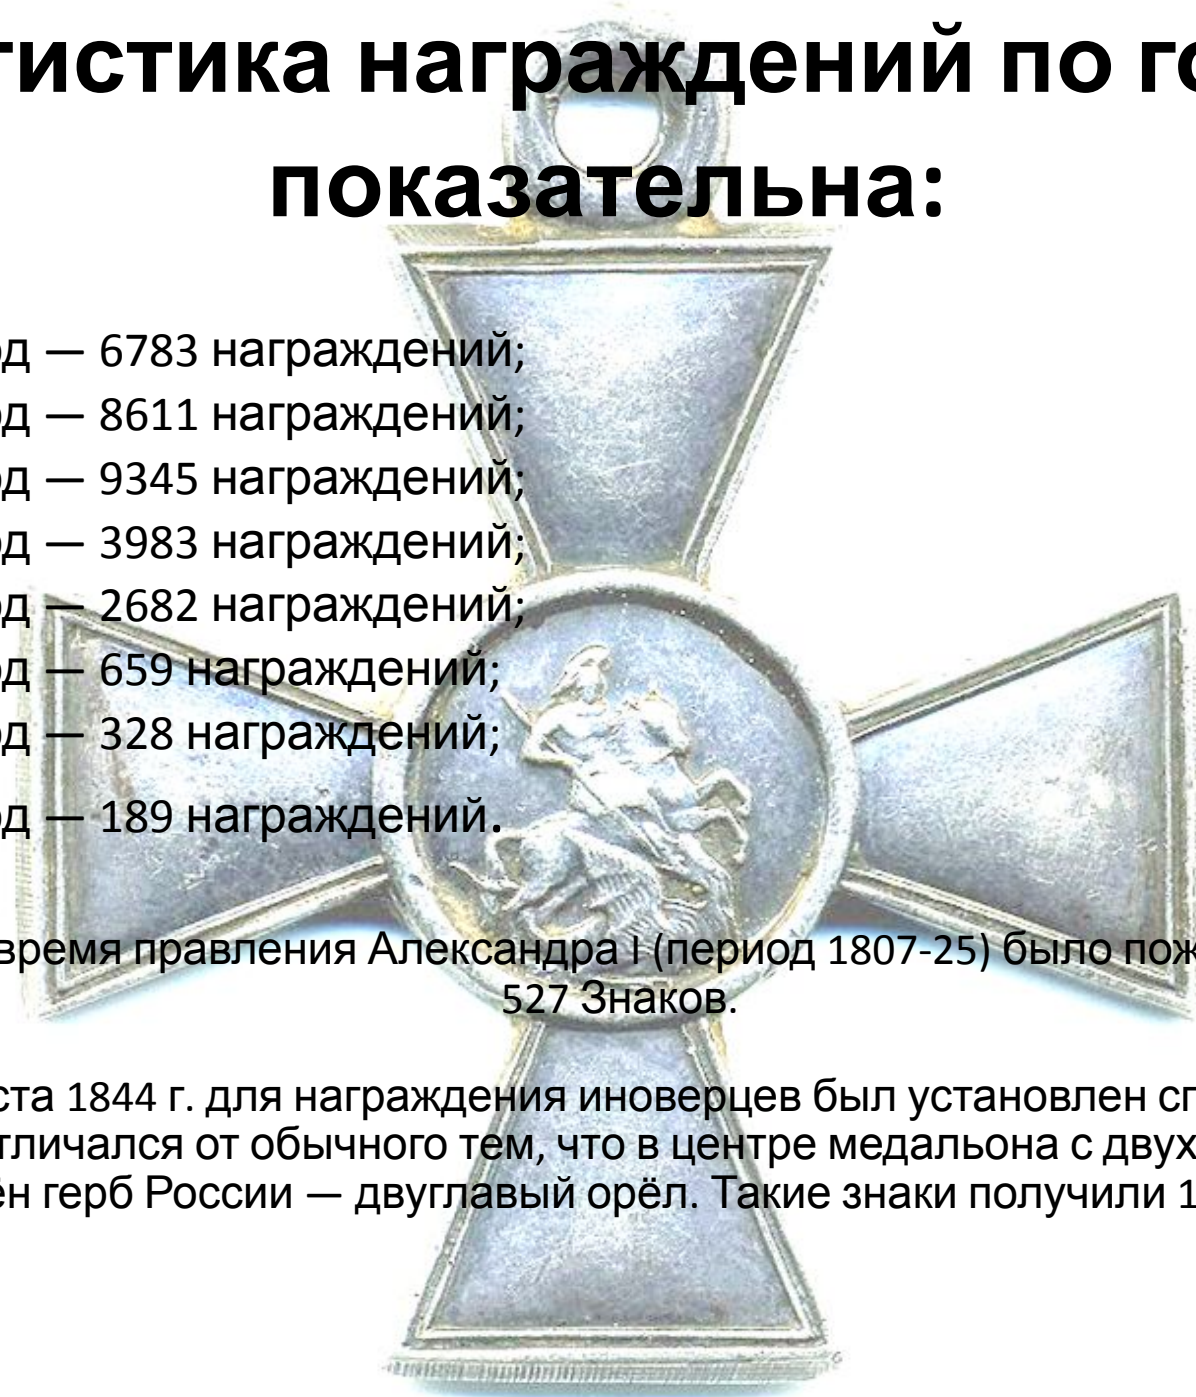 тистика награждений по го
показательна:
од — 6783 награждений;
од — 8611 награждений;
од — 9345 награждений;
од — 3983 награждений;
од — 2682 награждений;
од — 659 награждений;
од — 328 награждений;
од — 189 награждений.
время правления Александра I (период 1807-25) было пож
527 Знаков.
ста 1844 г. для награждения иноверцев был установлен сп
тличался от обычного тем, что в центре медальона с двух
ён герб России — двуглавый орёл. Такие знаки получили 1